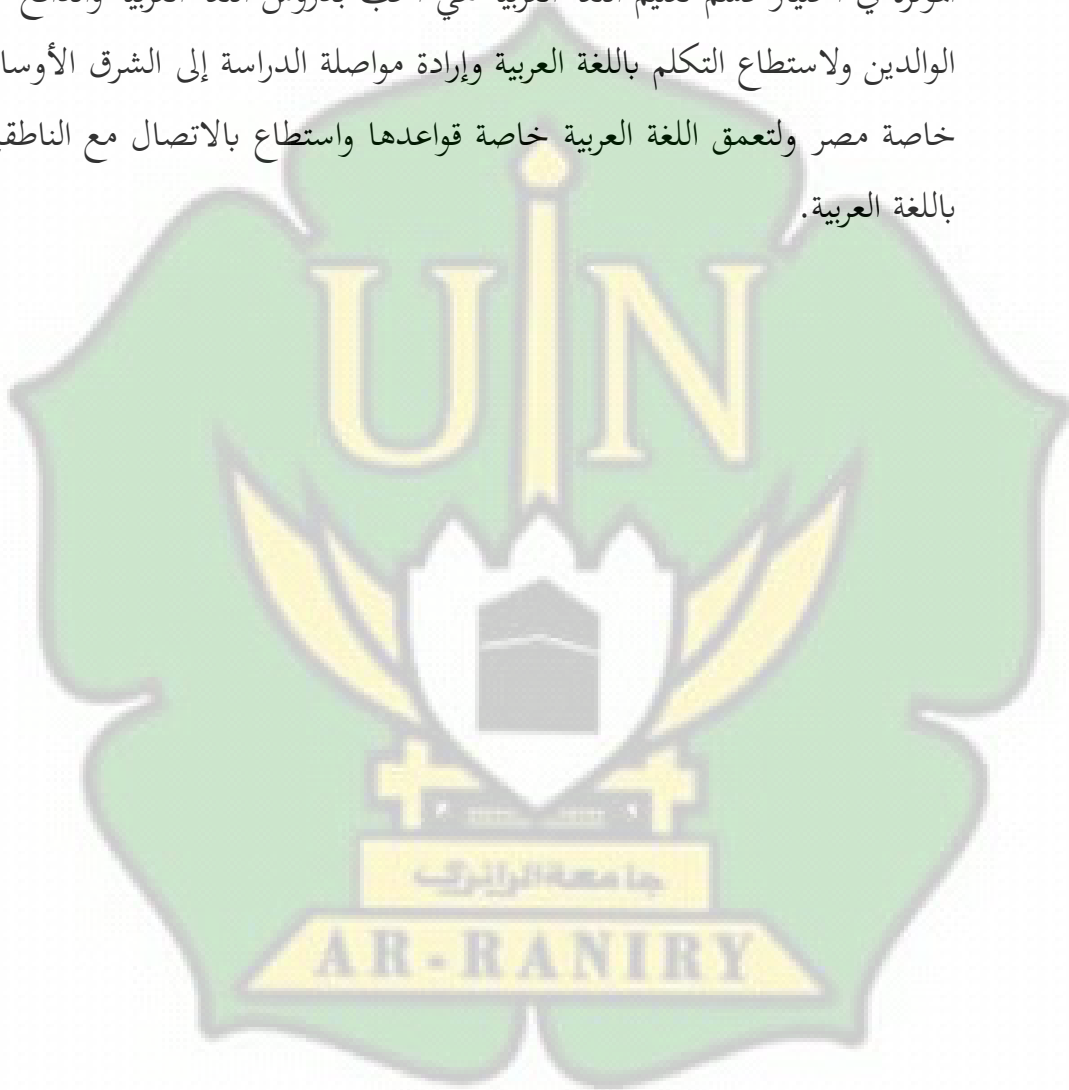 المؤثرة في اختيار قسم تعليم اللغة العربية هي الحب بدروس اللغة العربية والدافع
الوالدين ولاستطاع التكلم باللغة العربية وإرادة مواصلة الدراسة إلى الشرق الأوسا
خاصة مصر ولتعمق اللغة العربية خاصة قواعدها واستطاع بالاتصال مع الناطقي
باللغة العربية.
UIN
جامعة الرانري
AR-RANIRY